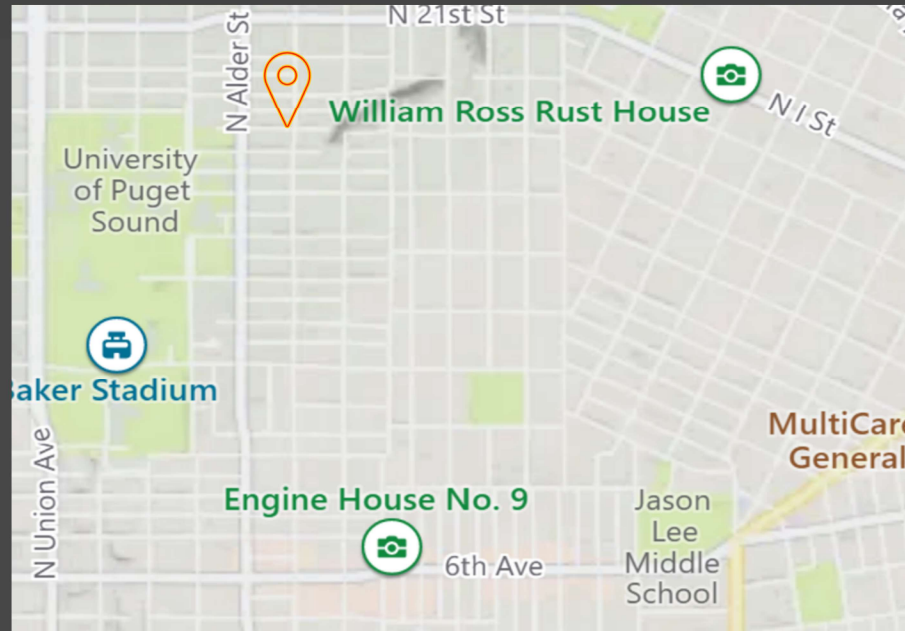 N 21st St
N Alder St
William Ross Rust House
N I St
University
of Puget
Sound
Baker Stadium
MultiCare
General
N Union Ave
Engine House No. 9
Jason
Lee
Middle
School
6th Ave